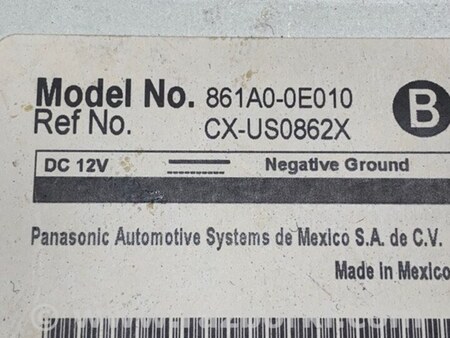 Model No. 861A0-0E010
B
Ref No. CX-US0862X
DC 12V Negative Ground
Panasonic Automotive Systems de Mexico S.A. de C.V.
Made in Mexico